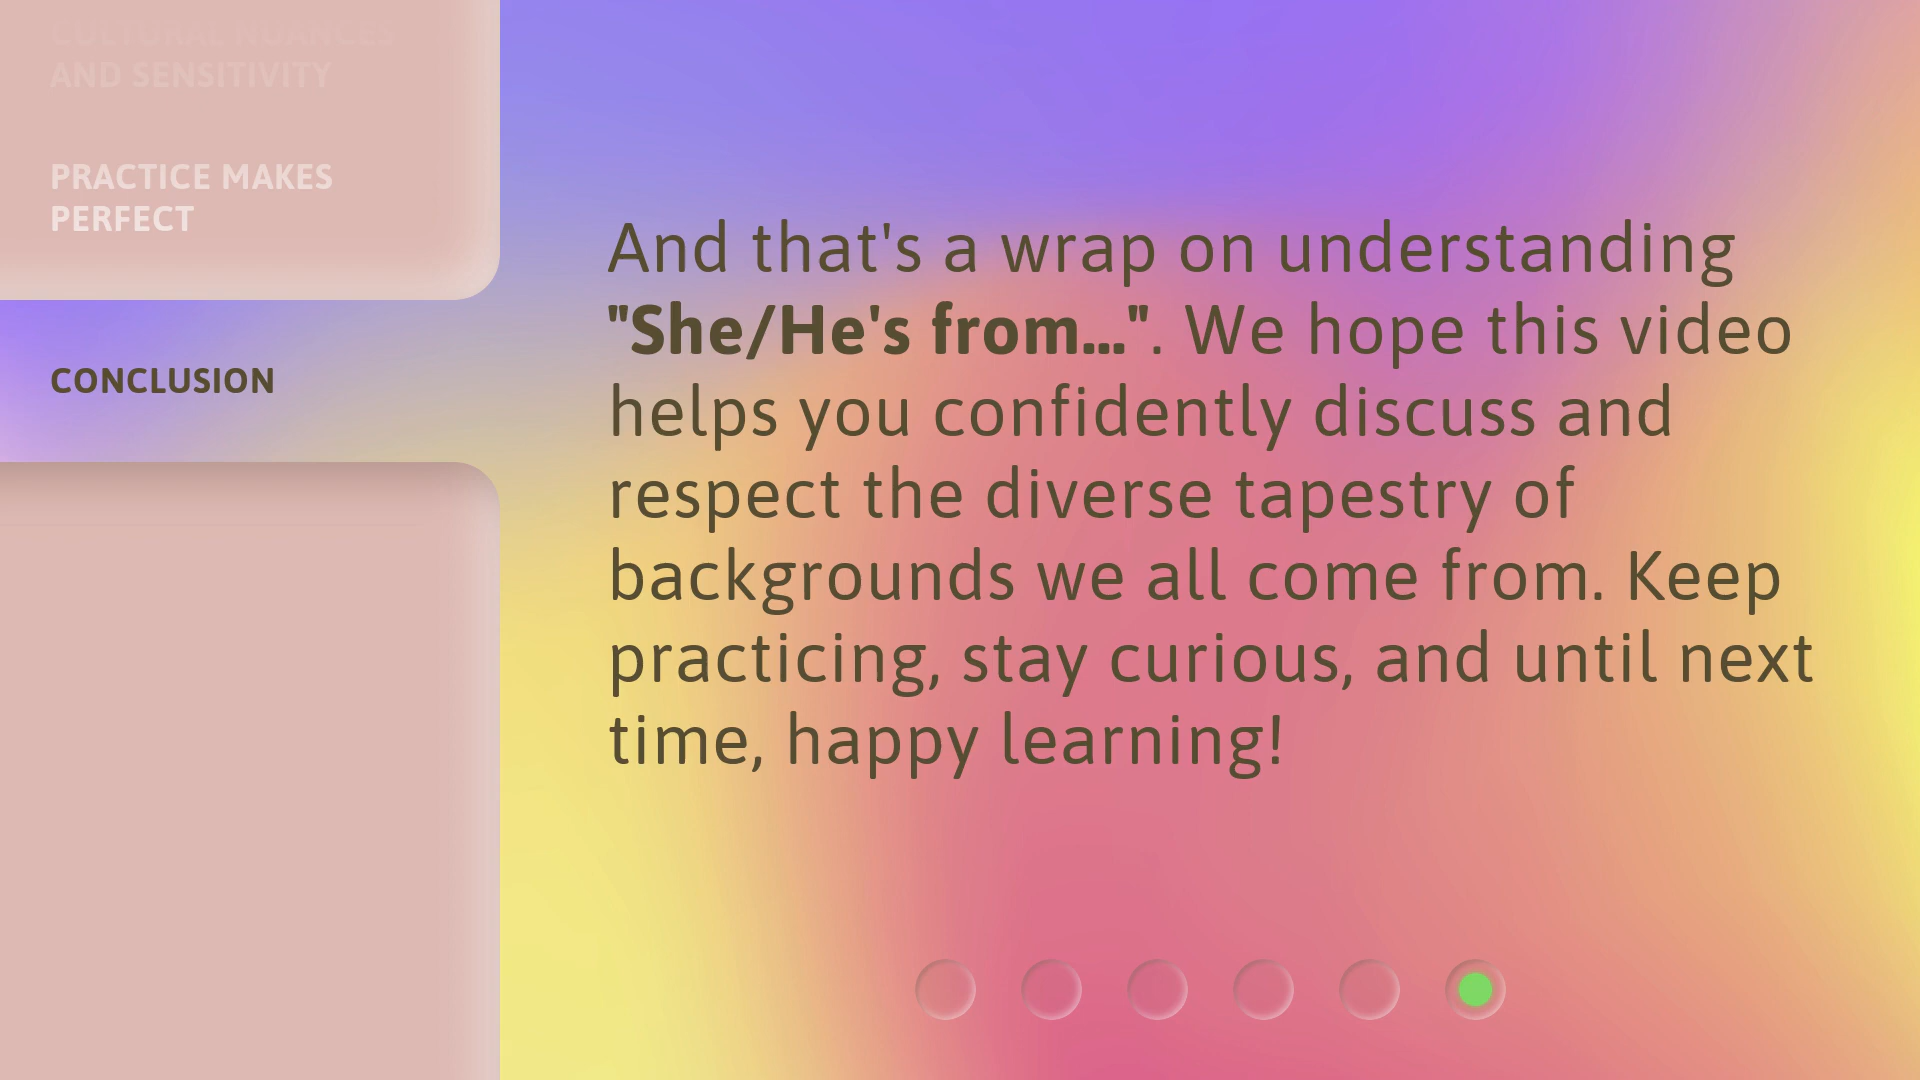 CULTURAL NUANCES
AND SENSITIVITY
PRACTICE MAKES
PERFECT
CONCLUSION
And that's a wrap on understanding
"She/He's from...". We hope this video
helps you confidently discuss and
respect the diverse tapestry of
backgrounds we all come from. Keep
practicing, stay curious, and until next
time, happy learning!